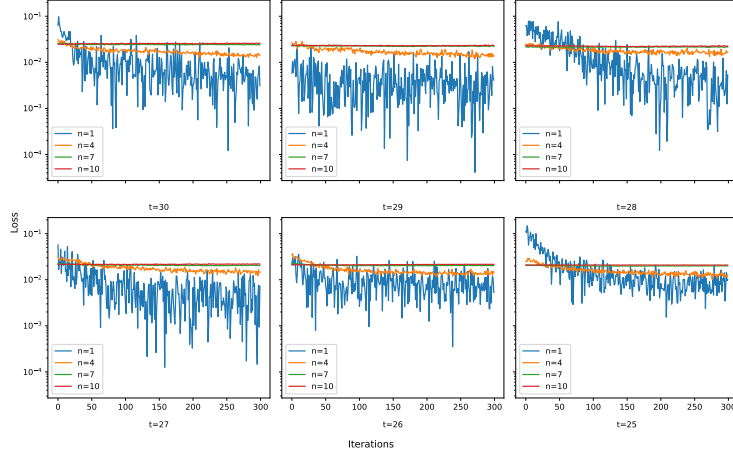 10⁻¹
10⁻²
10⁻³
10⁻⁴
n=1
n=4
n=7
n=10
n=1
n=4
n=7
n=10
n=1
n=4
n=7
n=10
t=30
t=29
t=28
Loss
10⁻¹
10⁻²
10⁻³
10⁻⁴
n=1
n=4
n=7
n=10
n=1
n=4
n=7
n=10
n=1
n=4
n=7
n=10
0 50 100 150 200 250 300
0 50 100 150 200 250 300
0 50 100 150 200 250 300
t=27
t=26
t=25
Iterations